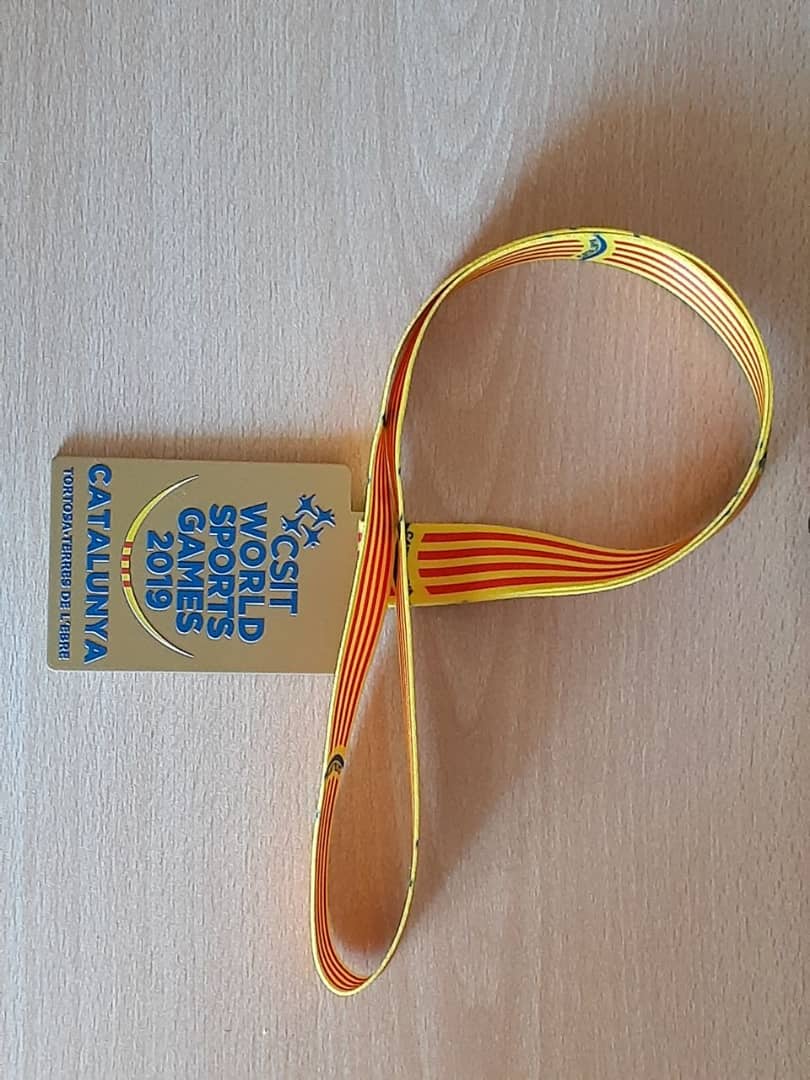 CSIT
WORLD
SPORTS
GAMES
2019
CATALUNYA
TORTOSA-TERRES DE L'EBRE